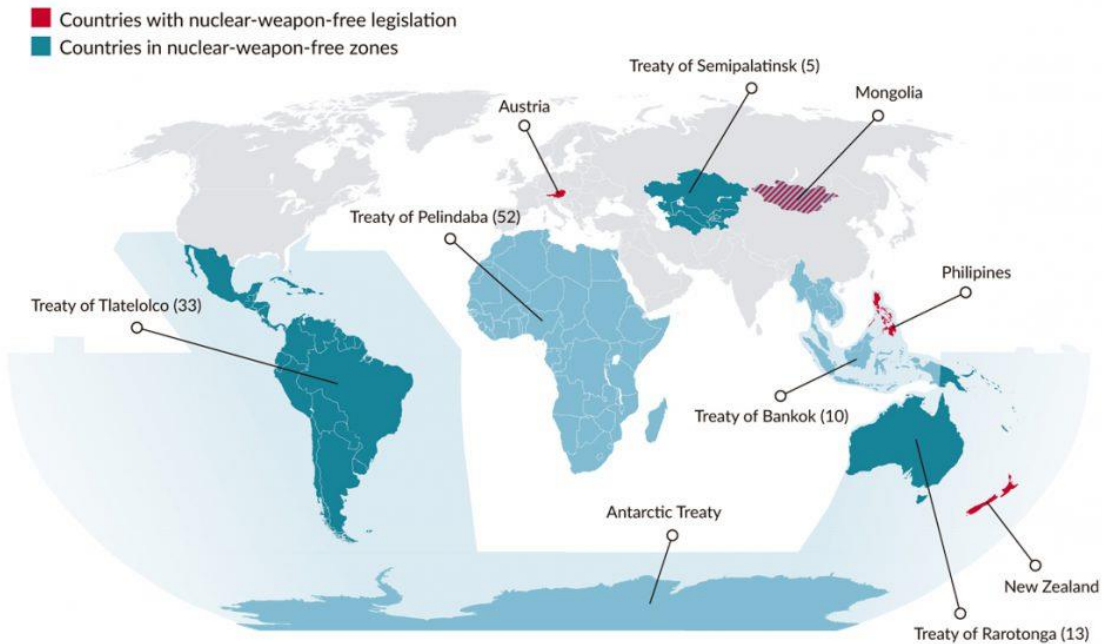 Countries with nuclear-weapon-free legislation
Countries in nuclear-weapon-free zones
Treaty of Semipalatinsk (5)
Mongolia
Austria
Treaty of Pelindaba (52)
Philipines
Treaty of Tlatelolco (33)
Treaty of Bankok (10)
Antarctic Treaty
New Zealand
Treaty of Rarotonga (13)